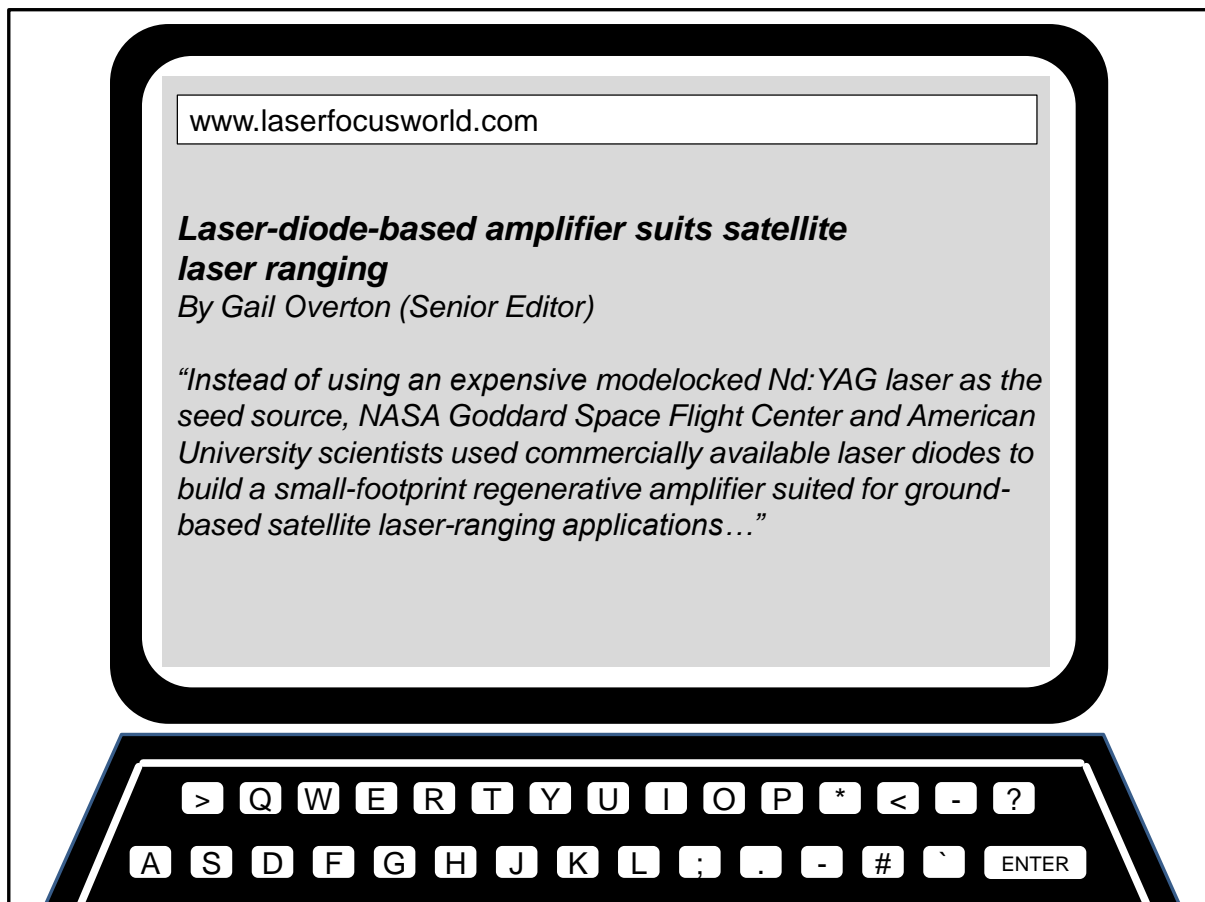 www.laserfocusworld.com
Laser-diode-based amplifier suits satellite
laser ranging
By Gail Overton (Senior Editor)
“Instead of using an expensive modelocked Nd:YAG laser as the
seed source, NASA Goddard Space Flight Center and American
University scientists used commercially available laser diodes to
build a small-footprint regenerative amplifier suited for ground-
based satellite laser-ranging applications…”
> Q W E R T Y U I O P * < - ?
A S D F G H J K L ; . - # ` ENTER